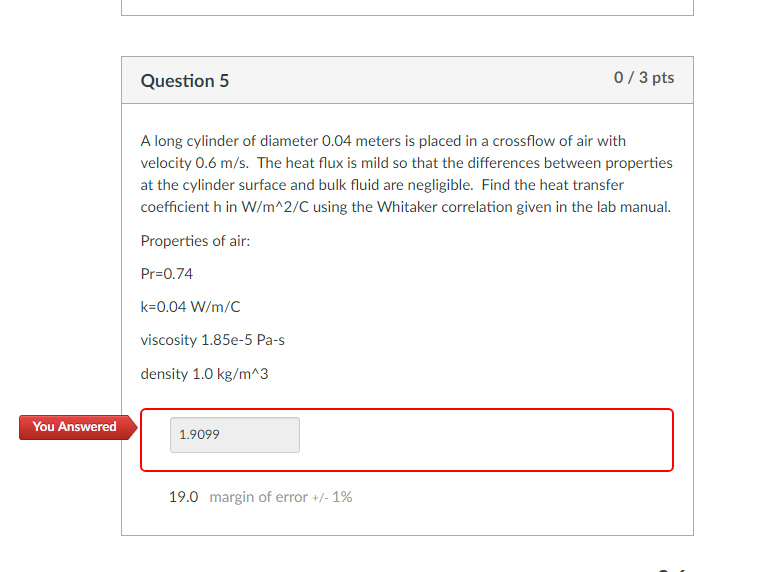 Question 5
0 / 3 pts
A long cylinder of diameter 0.04 meters is placed in a crossflow of air with
velocity 0.6 m/s. The heat flux is mild so that the differences between properties
at the cylinder surface and bulk fluid are negligible. Find the heat transfer
coefficient h in W/m^2/C using the Whitaker correlation given in the lab manual.
Properties of air:
Pr=0.74
k=0.04 W/m/C
viscosity 1.85e-5 Pa-s
density 1.0 kg/m^3
You Answered
1.9099
19.0 margin of error +/- 1%